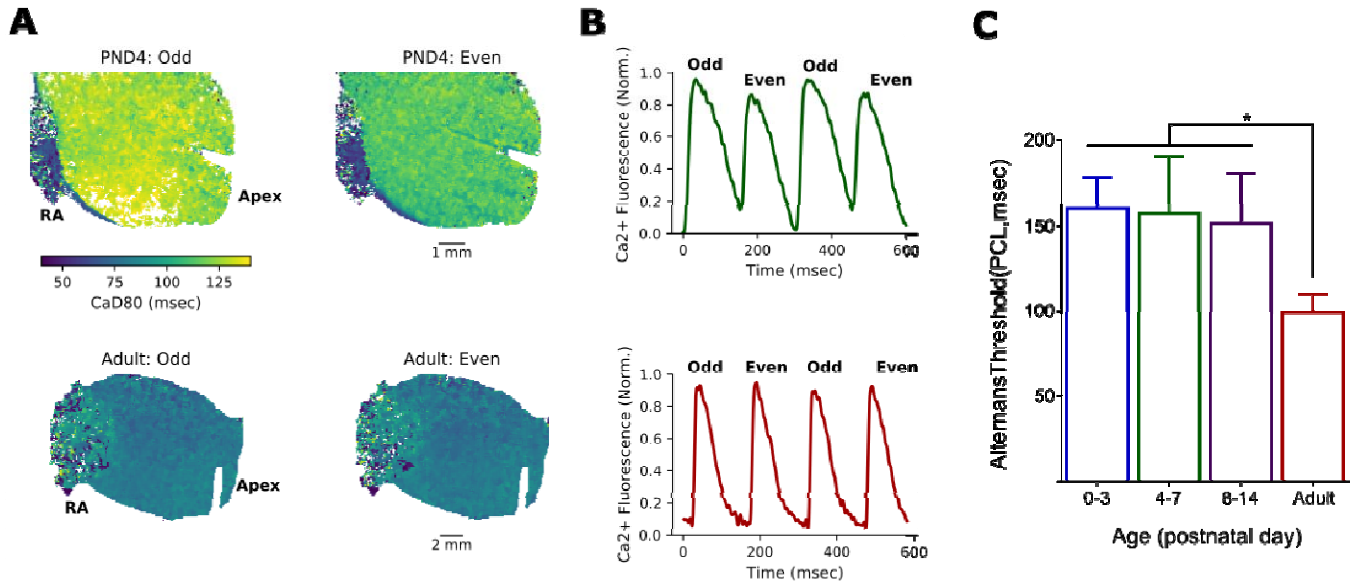 A
PND4: Odd
PND4: Even
RA
Apex
1 mm
50 75 100 125
CaD80 (msec)
Adult: Odd
Adult: Even
RA
Apex
2 mm
B
Odd Even Odd Even
1.0
0.8
0.6
0.4
0.2
0.0
0 200 400 600
Ca2+ Fluorescence (Norm.)
Time (msec)
Odd Even Odd Even
1.0
0.8
0.6
0.4
0.2
0.0
0 200 400 600
Ca2+ Fluorescence (Norm.)
Time (msec)
C
*
200
150
100
50
AltemansThreshold(PCL,msec)
0-3 4-7 8-14 Adult
Age (postnatal day)